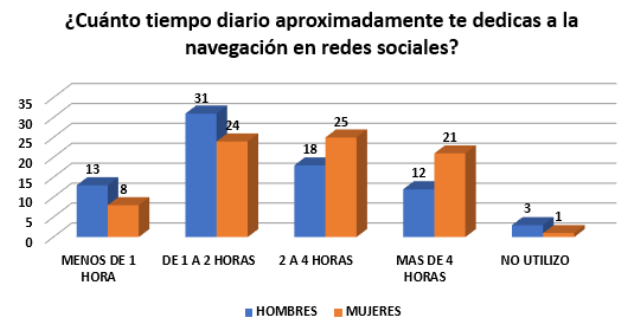 ¿Cuánto tiempo diario aproximadamente te dedicas a la
navegación en redes sociales?
35
30
25
20
15
10
5
0
13
8
31
24
18
25
12
21
3
1
MENOS DE 1
HORA
DE 1 A 2 HORAS
2 A 4 HORAS
MAS DE 4
HORAS
NO UTILIZO
HOMBRES
MUJERES